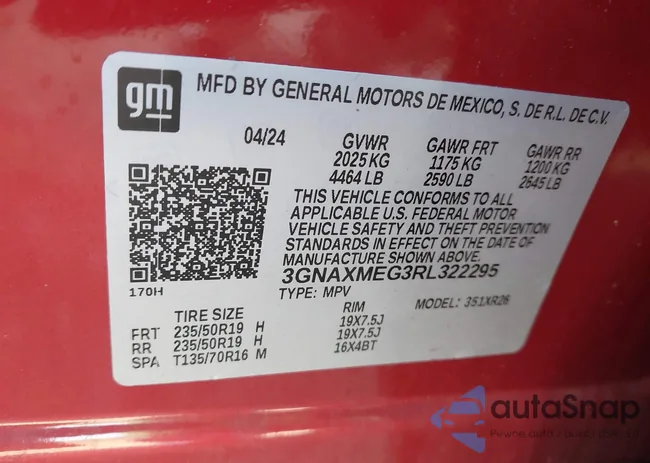 gm
MFD BY GENERAL MOTORS DE MEXICO, S. DE R.L. DE C.V.
04/24 GVWR GAWR FRT GAWR RR
2025 KG 1175 KG 1200 KG
4464 LB 2590 LB 2645 LB
THIS VEHICLE CONFORMS TO ALL
APPLICABLE U.S. FEDERAL MOTOR
VEHICLE SAFETY AND THEFT PREVENTION
STANDARDS IN EFFECT ON THE DATE OF
MANUFACTURE SHOWN ABOVE.
3GNAXMEG3RL322295
170H
TYPE: MPV MODEL: 351XR26
TIRE SIZE RIM
FRT 235/50R19 H 19X7.5J
RR 235/50R19 H 19X7.5J
SPA T135/70R16 M 16X4BT
autaSnap
Pewne auta